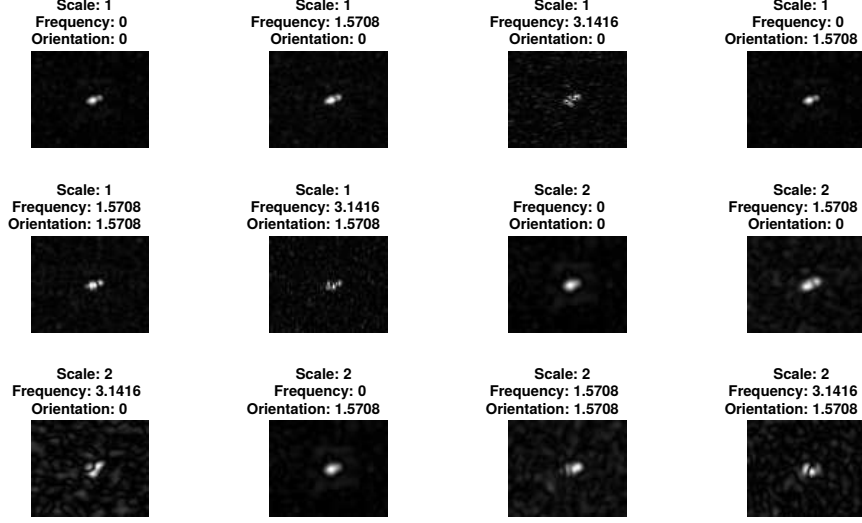 Scale: 1
Frequency: 0
Orientation: 0
Scale: 1
Frequency: 1.5708
Orientation: 0
Scale: 1
Frequency: 3.1416
Orientation: 0
Scale: 1
Frequency: 0
Orientation: 1.5708
Scale: 1
Frequency: 1.5708
Orientation: 1.5708
Scale: 1
Frequency: 3.1416
Orientation: 1.5708
Scale: 2
Frequency: 0
Orientation: 0
Scale: 2
Frequency: 1.5708
Orientation: 0
Scale: 2
Frequency: 3.1416
Orientation: 0
Scale: 2
Frequency: 0
Orientation: 1.5708
Scale: 2
Frequency: 1.5708
Orientation: 1.5708
Scale: 2
Frequency: 3.1416
Orientation: 1.5708